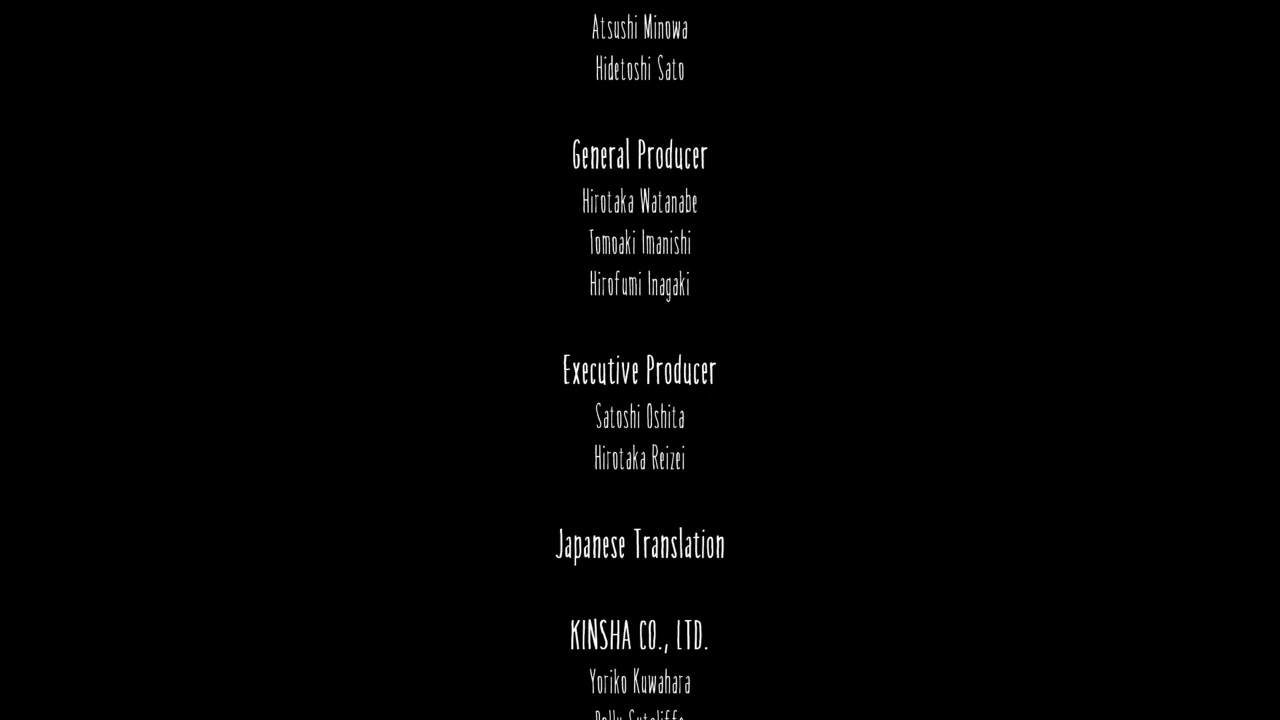 Atsushi Minowa
Hidetoshi Sato
General Producer
Hirotaka Watanabe
Tomoaki Imanishi
Hirofumi Inagaki
Executive Producer
Satoshi Oshita
Hirotaka Reizei
Japanese Translation
KINSHA CO., LTD.
Yoriko Kuwahara